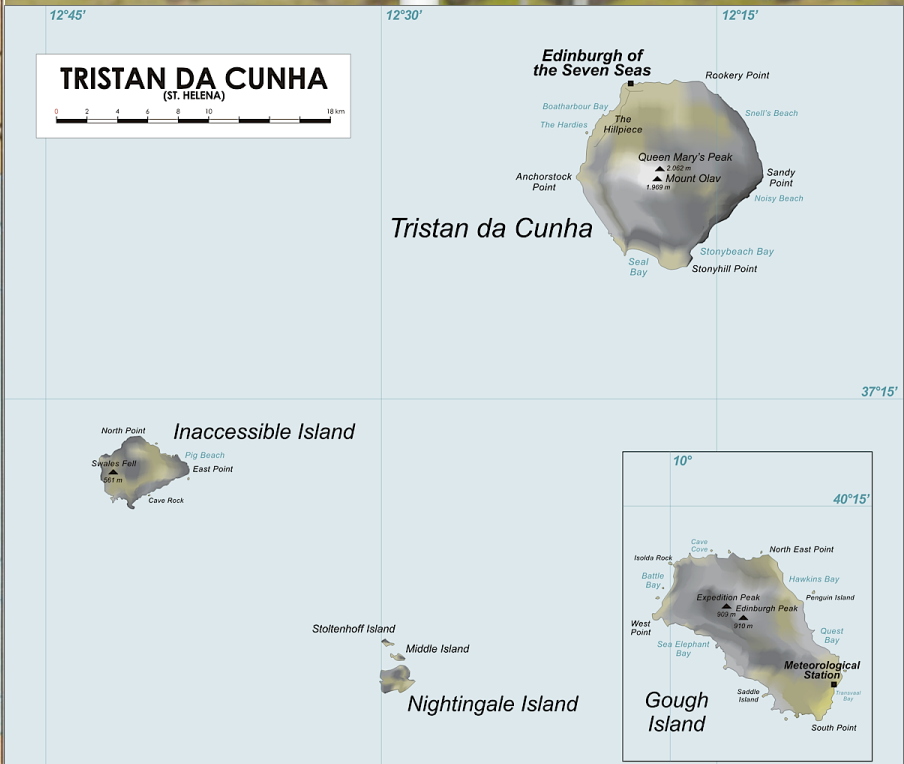 12°45'
12°30'
12°15'
TRISTAN DA CUNHA
(ST. HELENA)
0 2 4 6 8 10 18 km
Edinburgh of
the Seven Seas
Rookery Point
Boatharbour Bay
Snell's Beach
The Hardies
The
Hillpiece
Queen Mary's Peak
2.062 m
Mount Olav
1.969 m
Anchorstock
Point
Sandy
Point
Noisy Beach
Tristan da Cunha
Stonybeach Bay
Seal
Bay
Stonyhill Point
37°15'
North Point
Inaccessible Island
Pig Beach
Swales Fell
561 m
East Point
Cave Rock
10°
40°15'
Cave
Cove
North East Point
Isolda Rock
Battle
Bay
Hawkins Bay
Expedition Peak
909 m
Edinburgh Peak
910 m
Penguin Island
West
Point
Quest
Bay
Sea Elephant
Bay
Meteorological
Station
Saddle
Island
Transvaal
Bay
Gough
Island
South Point
Stoltenhoff Island
Middle Island
Nightingale Island